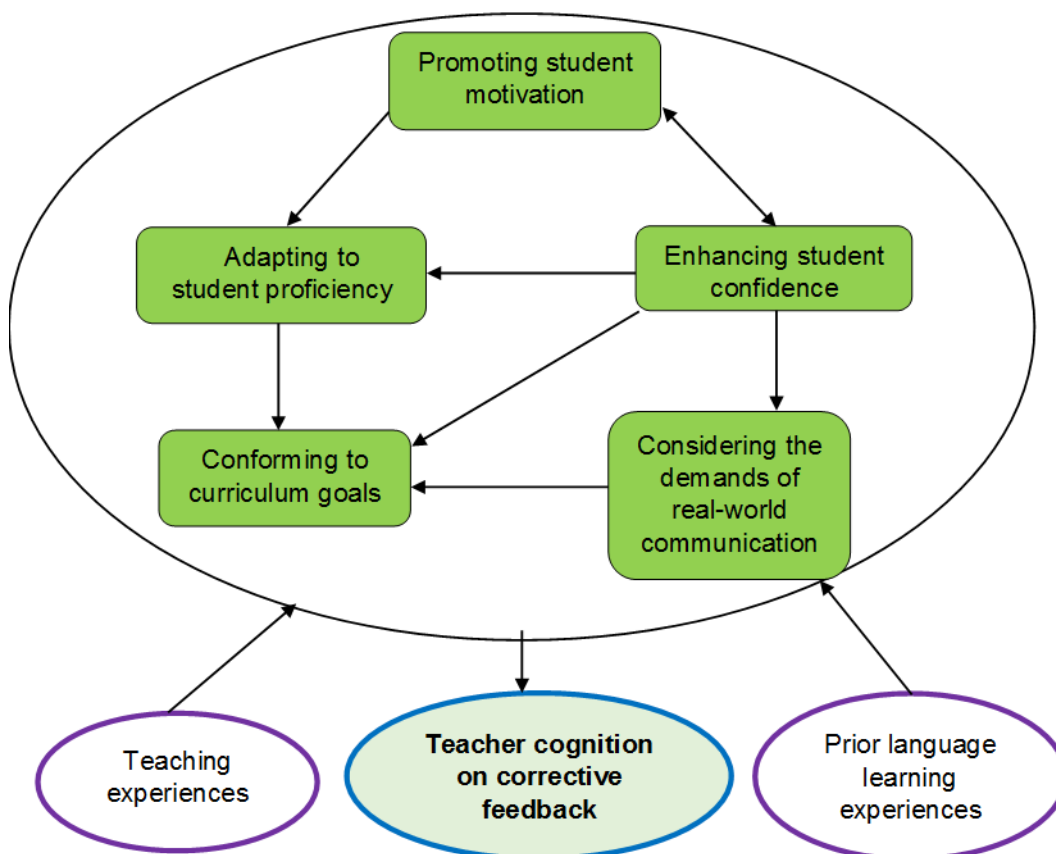 Promoting student
motivation
Adapting to
student proficiency
Enhancing student
confidence
Conforming to
curriculum goals
Considering the
demands of
real-world
communication
Teaching
experiences
Teacher cognition
on corrective
feedback
Prior language
learning
experiences